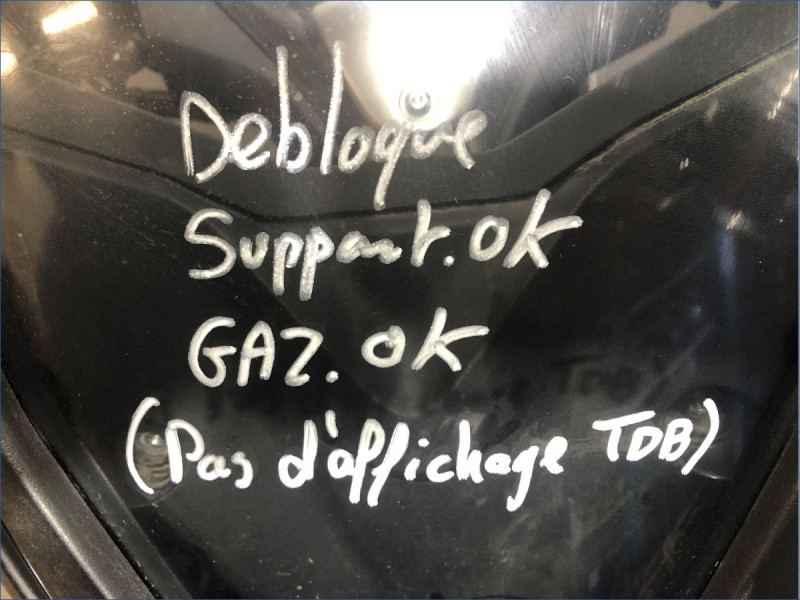 Debloque
Support.OK
GAZ.OK
(Pas d'affichage TDB)